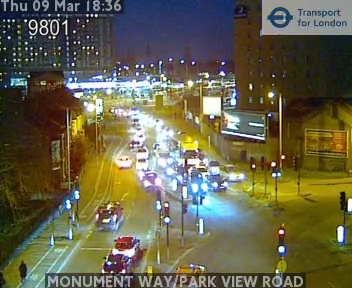 Thu 09 Mar 18:36
TRANSPORT
FOR LONDON
9801.
MONUMENT WAY/PARK VIEW ROAD